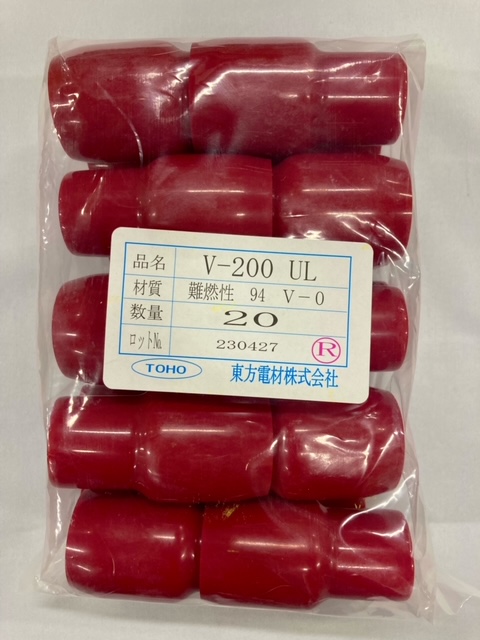 品名 V-200 UL
材質 難燃性 94 V-0
数量 20
ロット№ 230427
R
TOHO 東方電材株式会社